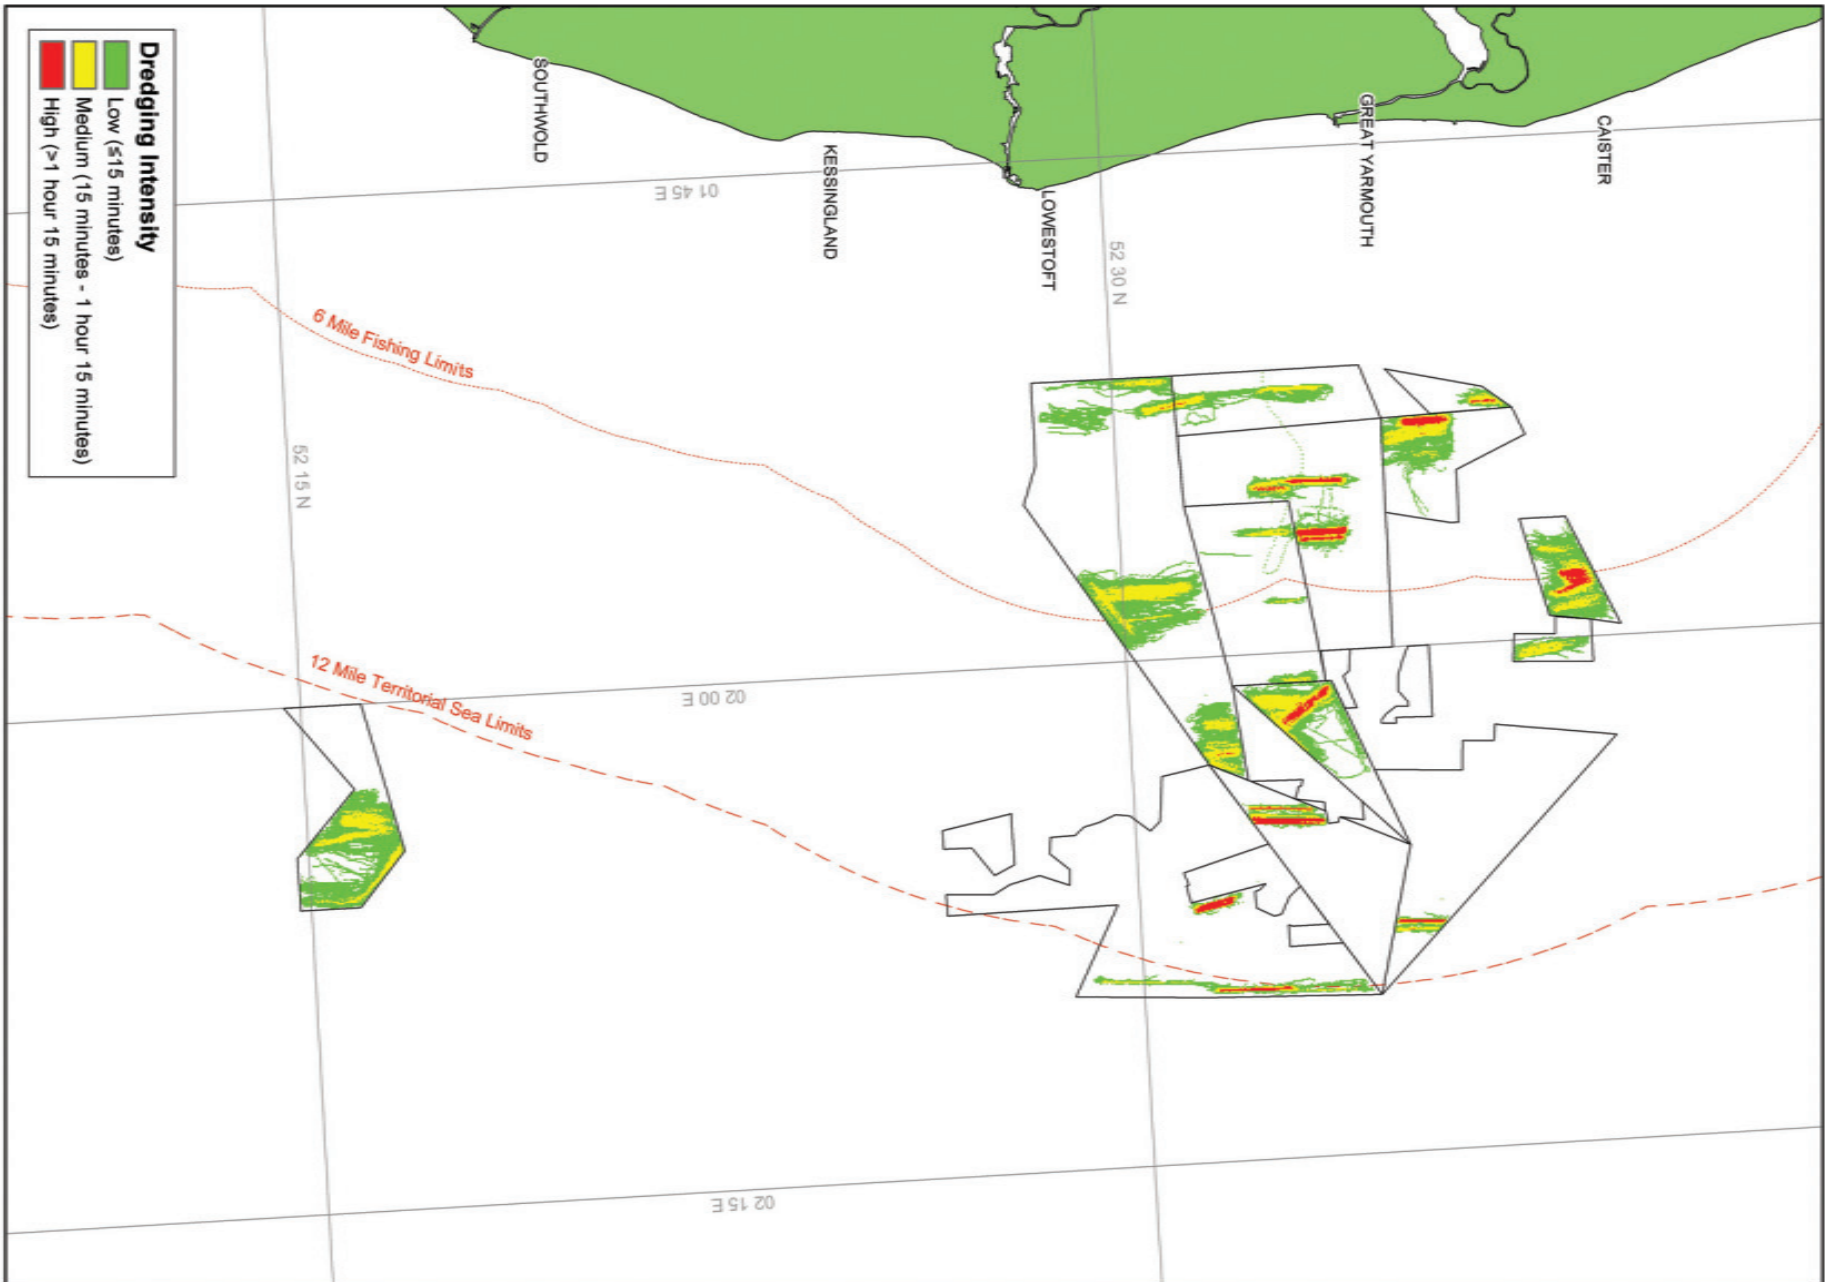 Dredging Intensity
Low (≤15 minutes)
Medium (15 minutes - 1 hour 15 minutes)
High (>1 hour 15 minutes)
CAISTER
GREAT YARMOUTH
LOWESTOFT
KESSINGLAND
SOUTHWOLD
52 30 N
52 15 N
01 45 E
02 00 E
02 15 E
6 Mile Fishing Limits
12 Mile Territorial Sea Limits